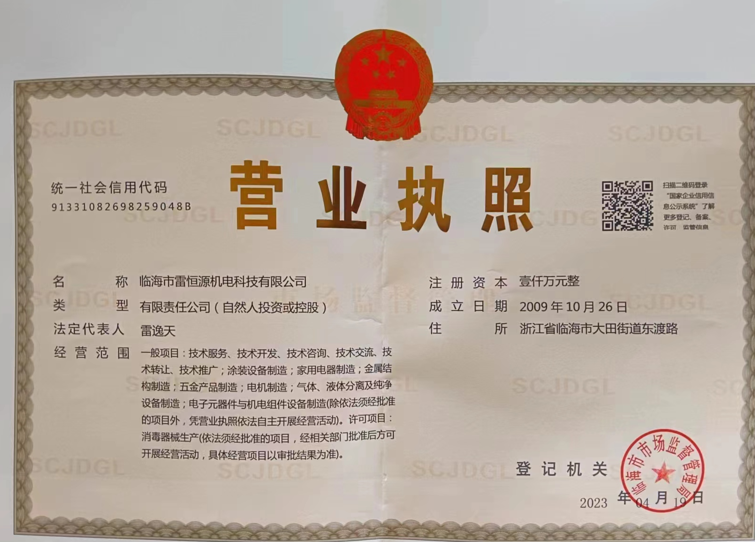 营业执照
统一社会信用代码
91331082698259048B
扫描二维码登录
“国家企业信用信
息公示系统”了解
更多登记、备案、
许可、监管信息
名称 临海市雷恒源机电科技有限公司
类型 有限责任公司（自然人投资或控股）
法定代表人 雷逸天
经营范围 一般项目：技术服务、技术开发、技术咨询、技术交流、技
术转让、技术推广；涂装设备制造；家用电器制造；金属结
构制造；五金产品制造；电机制造；气体、液体分离及纯净
设备制造；电子元器件与机电组件设备制造(除依法须经批准
的项目外，凭营业执照依法自主开展经营活动)。许可项目：
消毒器械生产(依法须经批准的项目，经相关部门批准后方可
开展经营活动，具体经营项目以审批结果为准)。
注册资本 壹仟万元整
成立日期 2009年10月26日
住所 浙江省临海市大田街道东渡路
登记机关
临海市市场监督管理局
2023 年 04 月 19 日
SCJDGL SCJDGL SCJDGL SCJDGL
SCJDGL SCJDGL
SCJDGL
SCJDGL SCJDGL